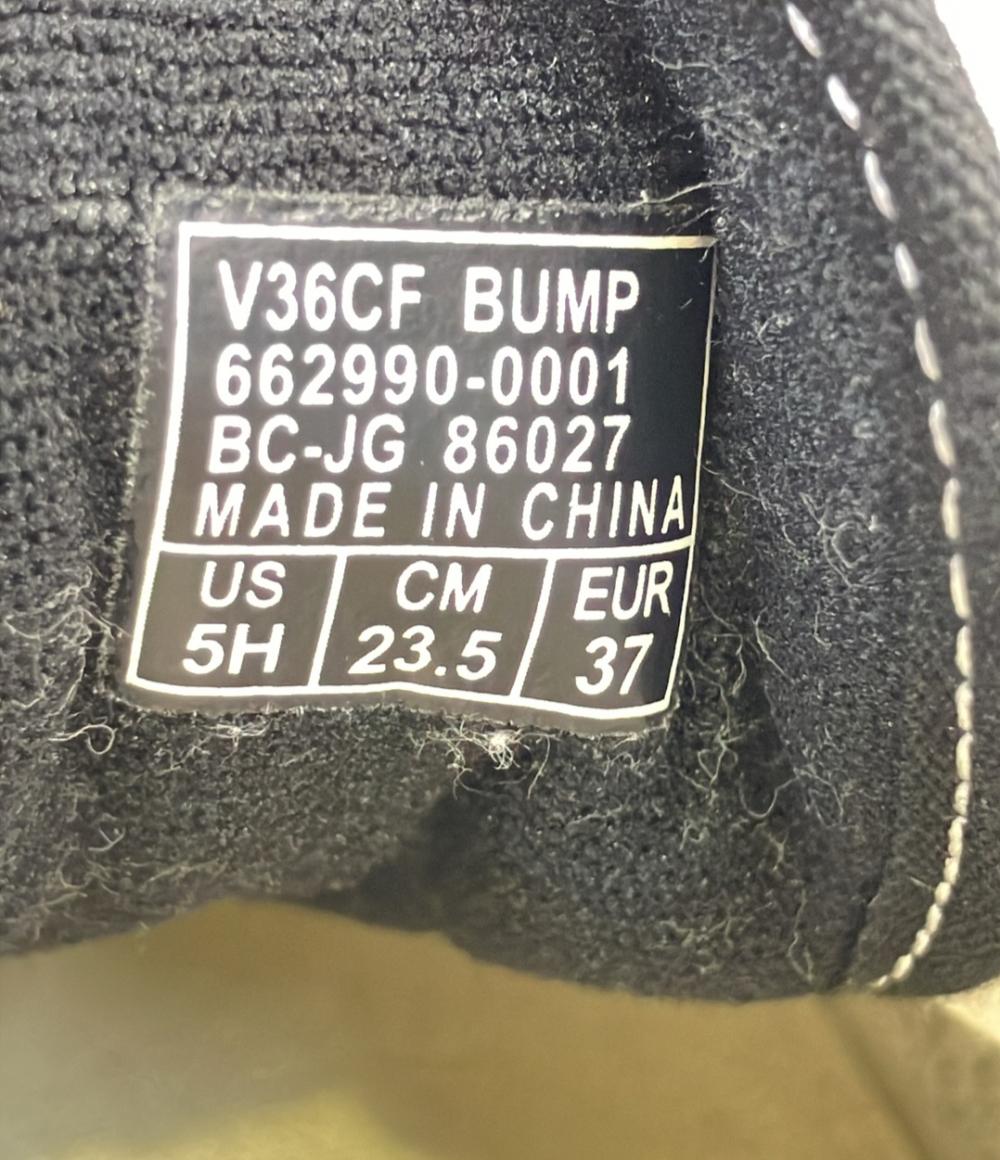 V36CF BUMP
662990-0001
BC-JG 86027
MADE IN CHINA
US CM EUR
5H 23.5 37